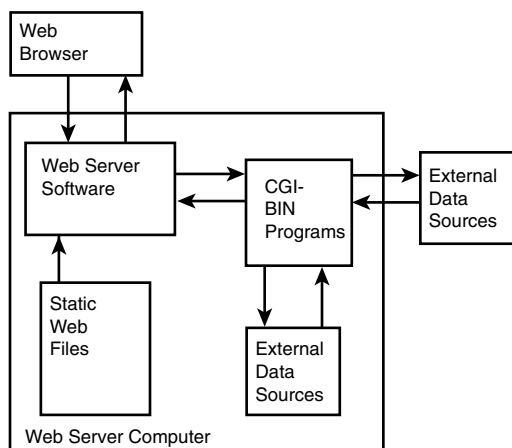 Web
Browser
Web Server
Software
CGI-
BIN
Programs
External
Data
Sources
Static
Web
Files
External
Data
Sources
Web Server Computer